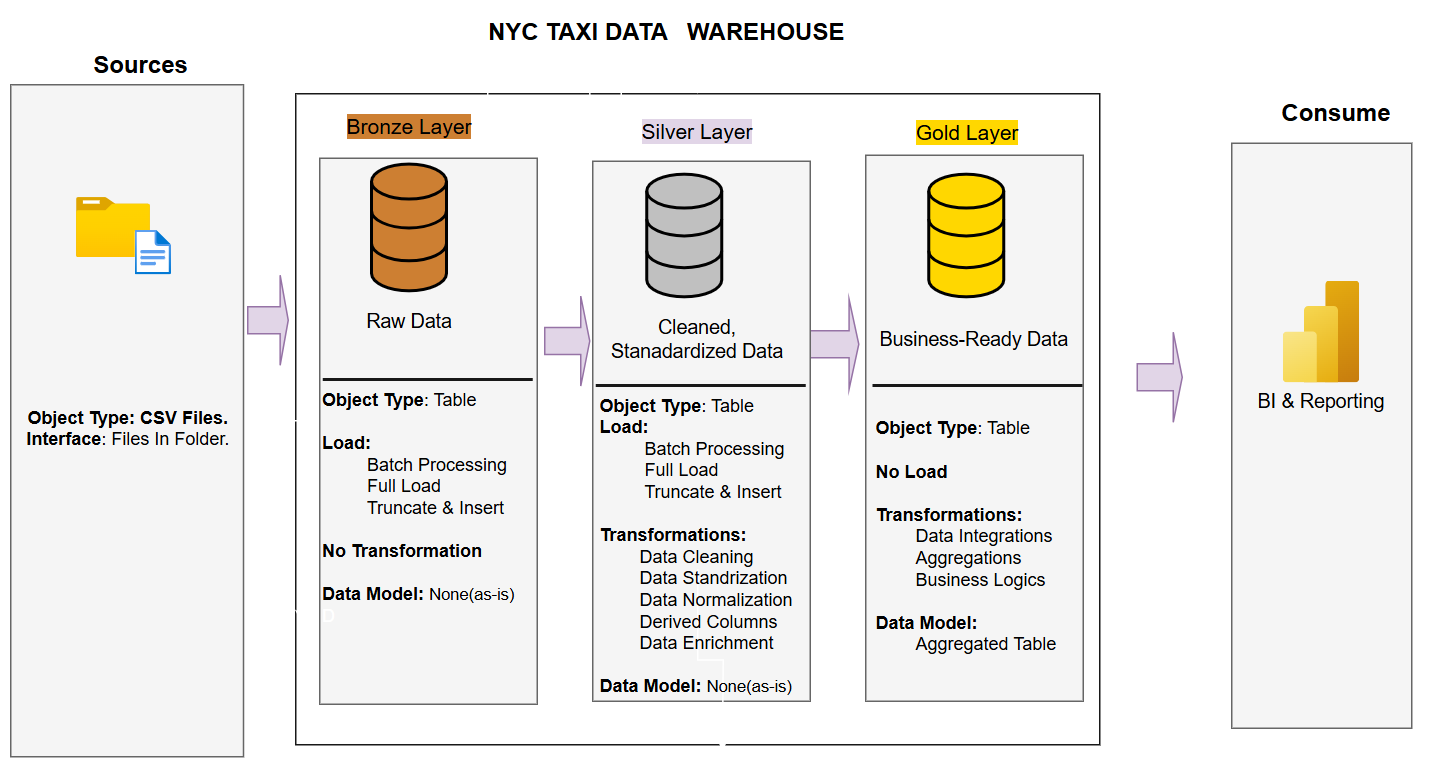 NYC TAXI DATA WAREHOUSE
Sources
Object Type: CSV Files.
Interface: Files In Folder.
Bronze Layer
Raw Data
Object Type: Table
Load:
Batch Processing
Full Load
Truncate & Insert
No Transformation
Data Model: None(as-is)
D
Silver Layer
Cleaned,
Stanadardized Data
Object Type: Table
Load:
Batch Processing
Full Load
Truncate & Insert
Transformations:
Data Cleaning
Data Standrization
Data Normalization
Derived Columns
Data Enrichment
Data Model: None(as-is)
Gold Layer
Business-Ready Data
Object Type: Table
No Load
Transformations:
Data Integrations
Aggregations
Business Logics
Data Model:
Aggregated Table
Consume
BI & Reporting